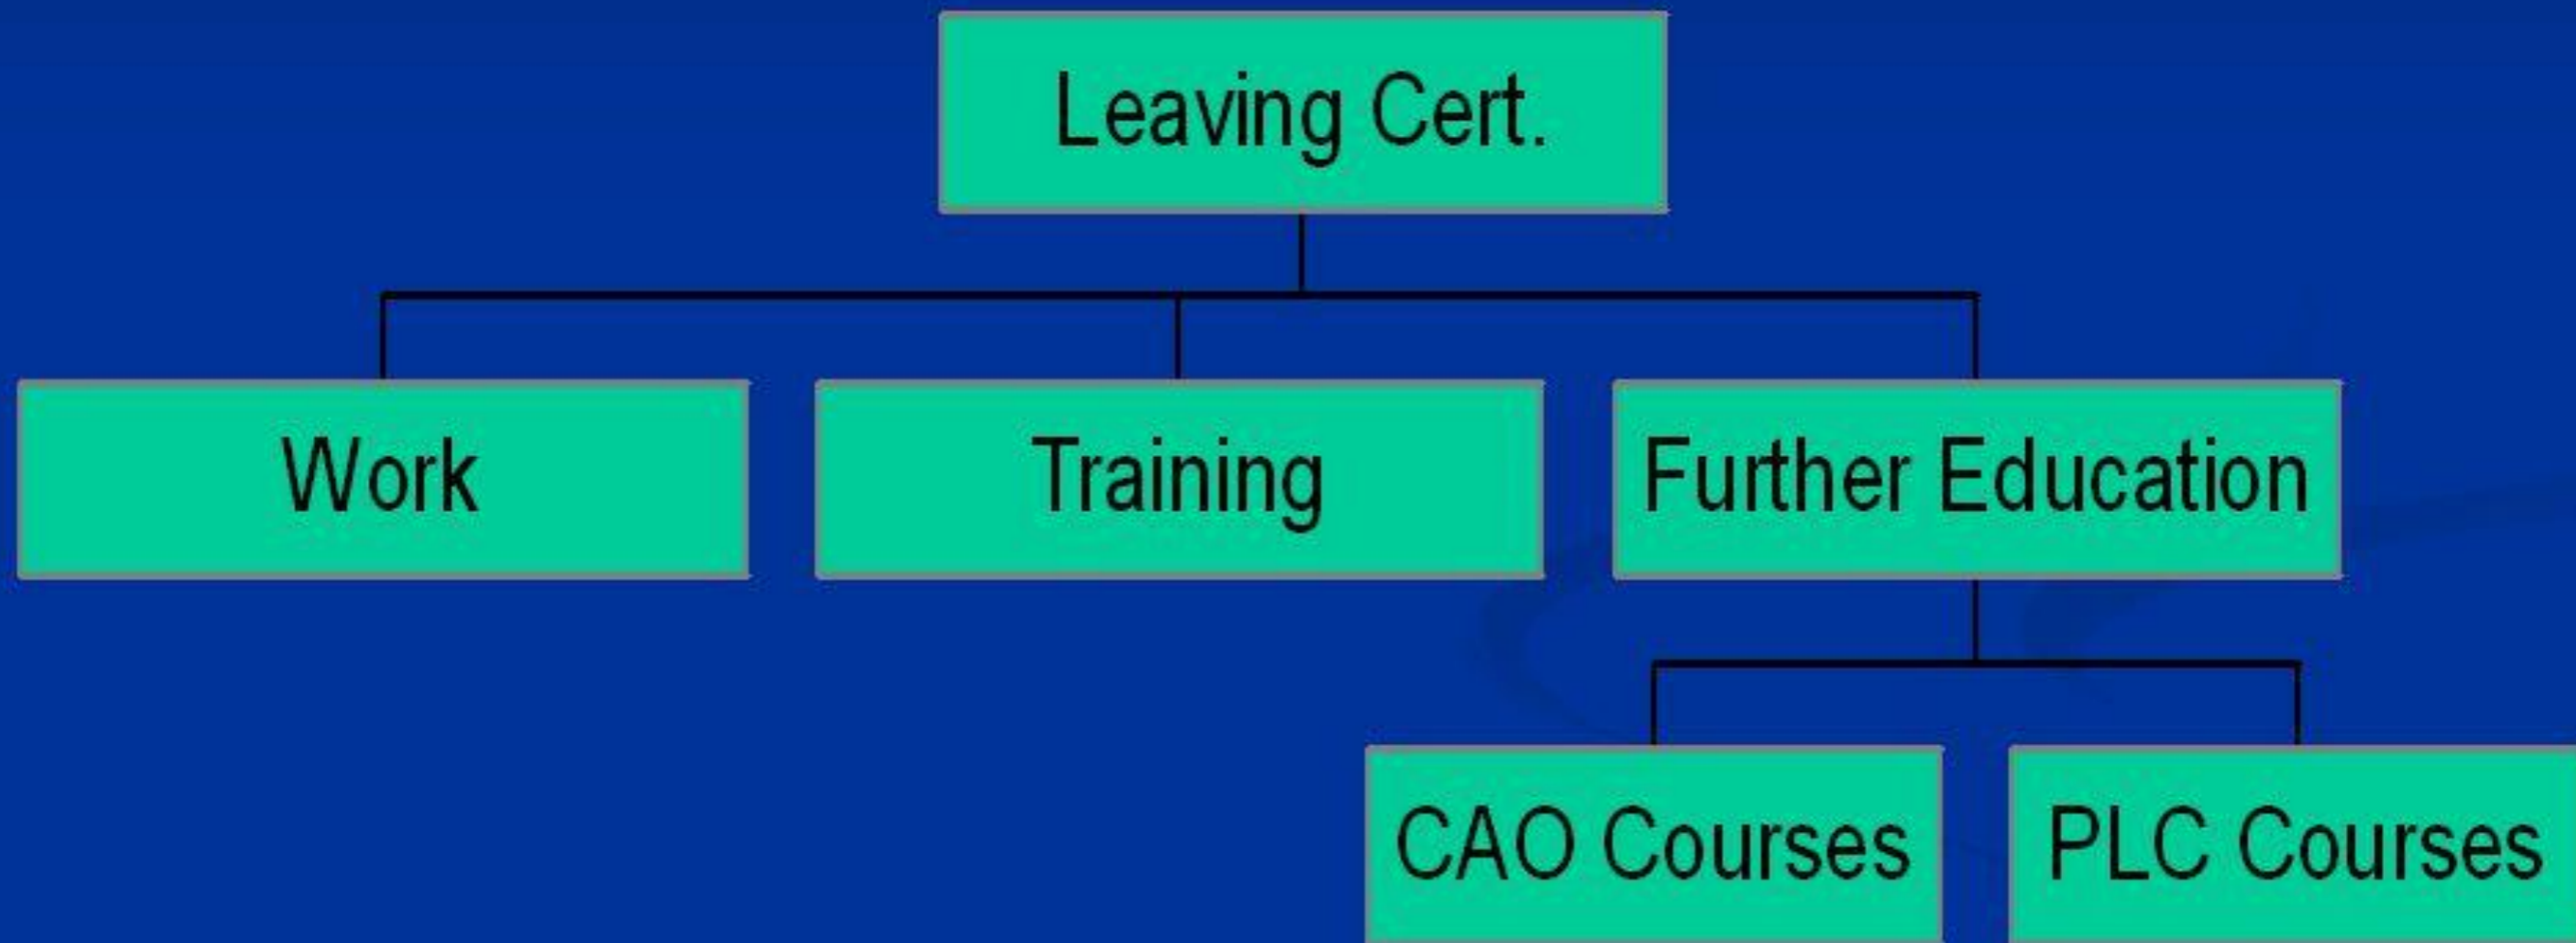 Leaving Cert.
Work
Training
Further Education
CAO Courses
PLC Courses